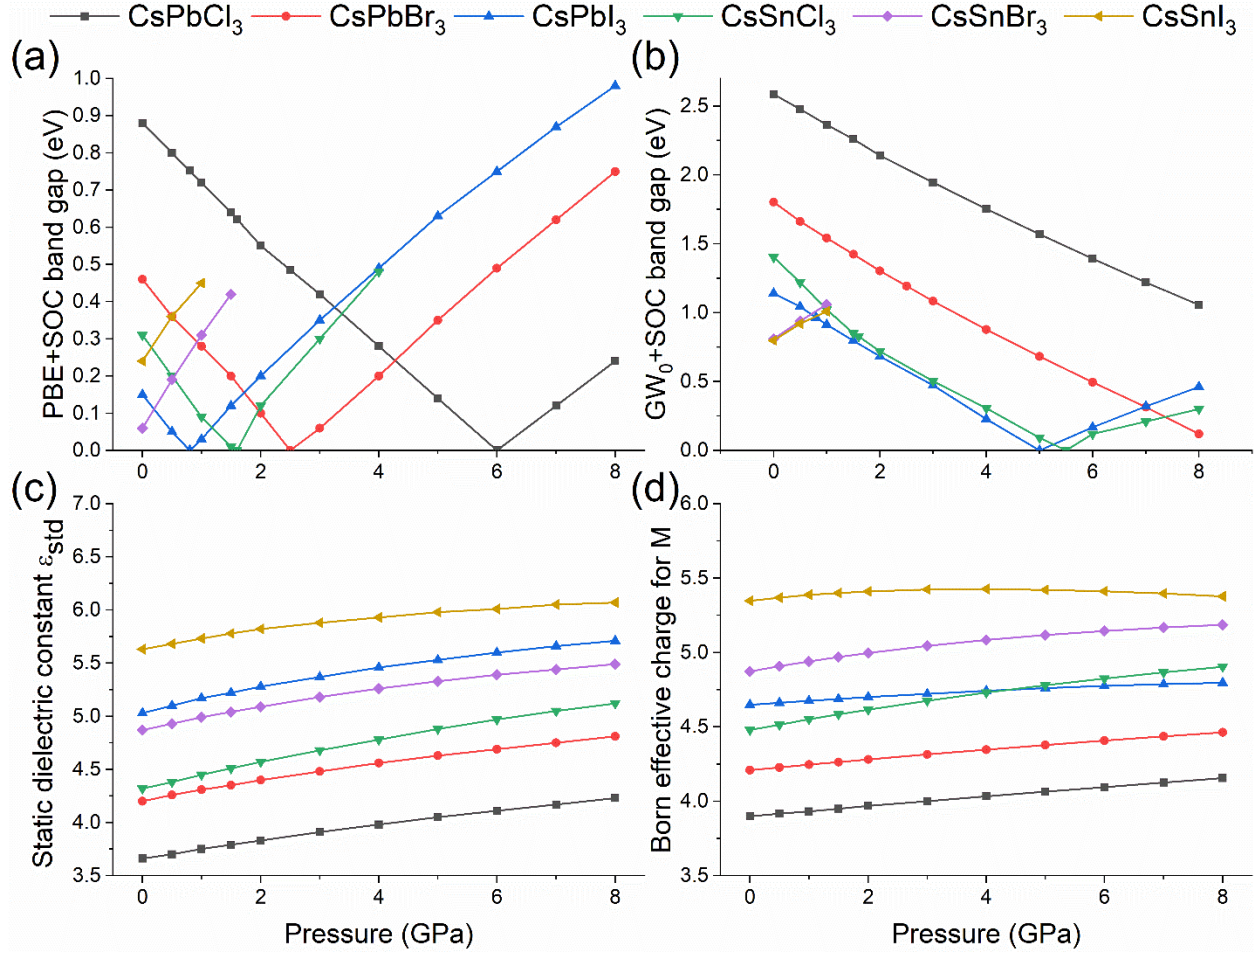 CsPbCl₃ CsPbBr₃ CsPbI₃ CsSnCl₃ CsSnBr₃ CsSnI₃
(a)
PBE+SOC band gap (eV)
1.0
0.9
0.8
0.7
0.6
0.5
0.4
0.3
0.2
0.1
0.0
0 2 4 6 8
(b)
GW₀+SOC band gap (eV)
2.5
2.0
1.5
1.0
0.5
0.0
0 2 4 6 8
(c)
Static dielectric constant ε_std
7.0
6.5
6.0
5.5
5.0
4.5
4.0
3.5
0 2 4 6 8
Pressure (GPa)
(d)
Born effective charge for M
6.0
5.5
5.0
4.5
4.0
3.5
0 2 4 6 8
Pressure (GPa)